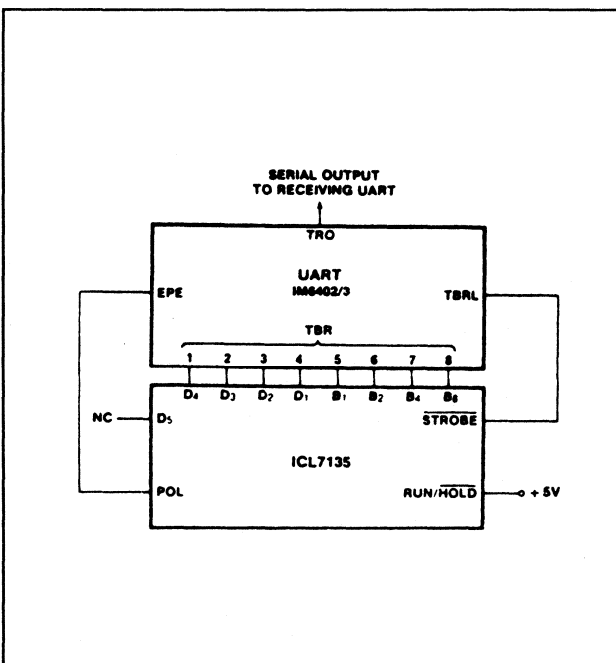 SERIAL OUTPUT
TO RECEIVING UART
TRO
UART
IM6402/3
EPE
TBRL
TBR
1 2 3 4 5 6 7 8
D4 D3 D2 D1 B1 B2 B4 B8
NC
D5
STROBE
ICL7135
POL
RUN/HOLD
+5V